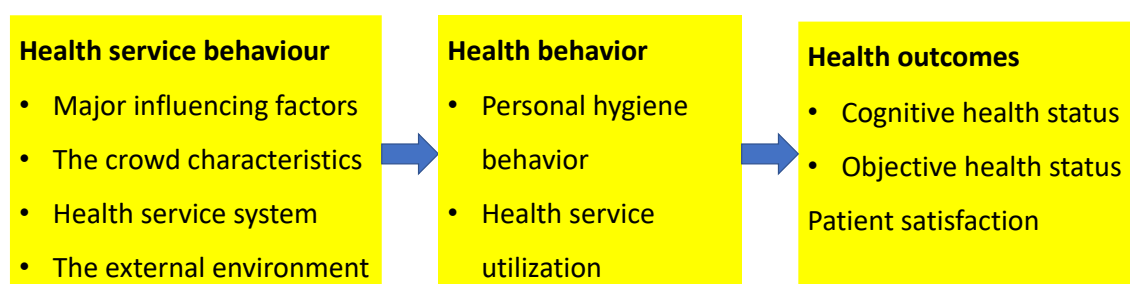 Health service behaviour
• Major influencing factors
• The crowd characteristics
• Health service system
• The external environment
Health behavior
• Personal hygiene
behavior
• Health service
utilization
Health outcomes
• Cognitive health status
• Objective health status
Patient satisfaction